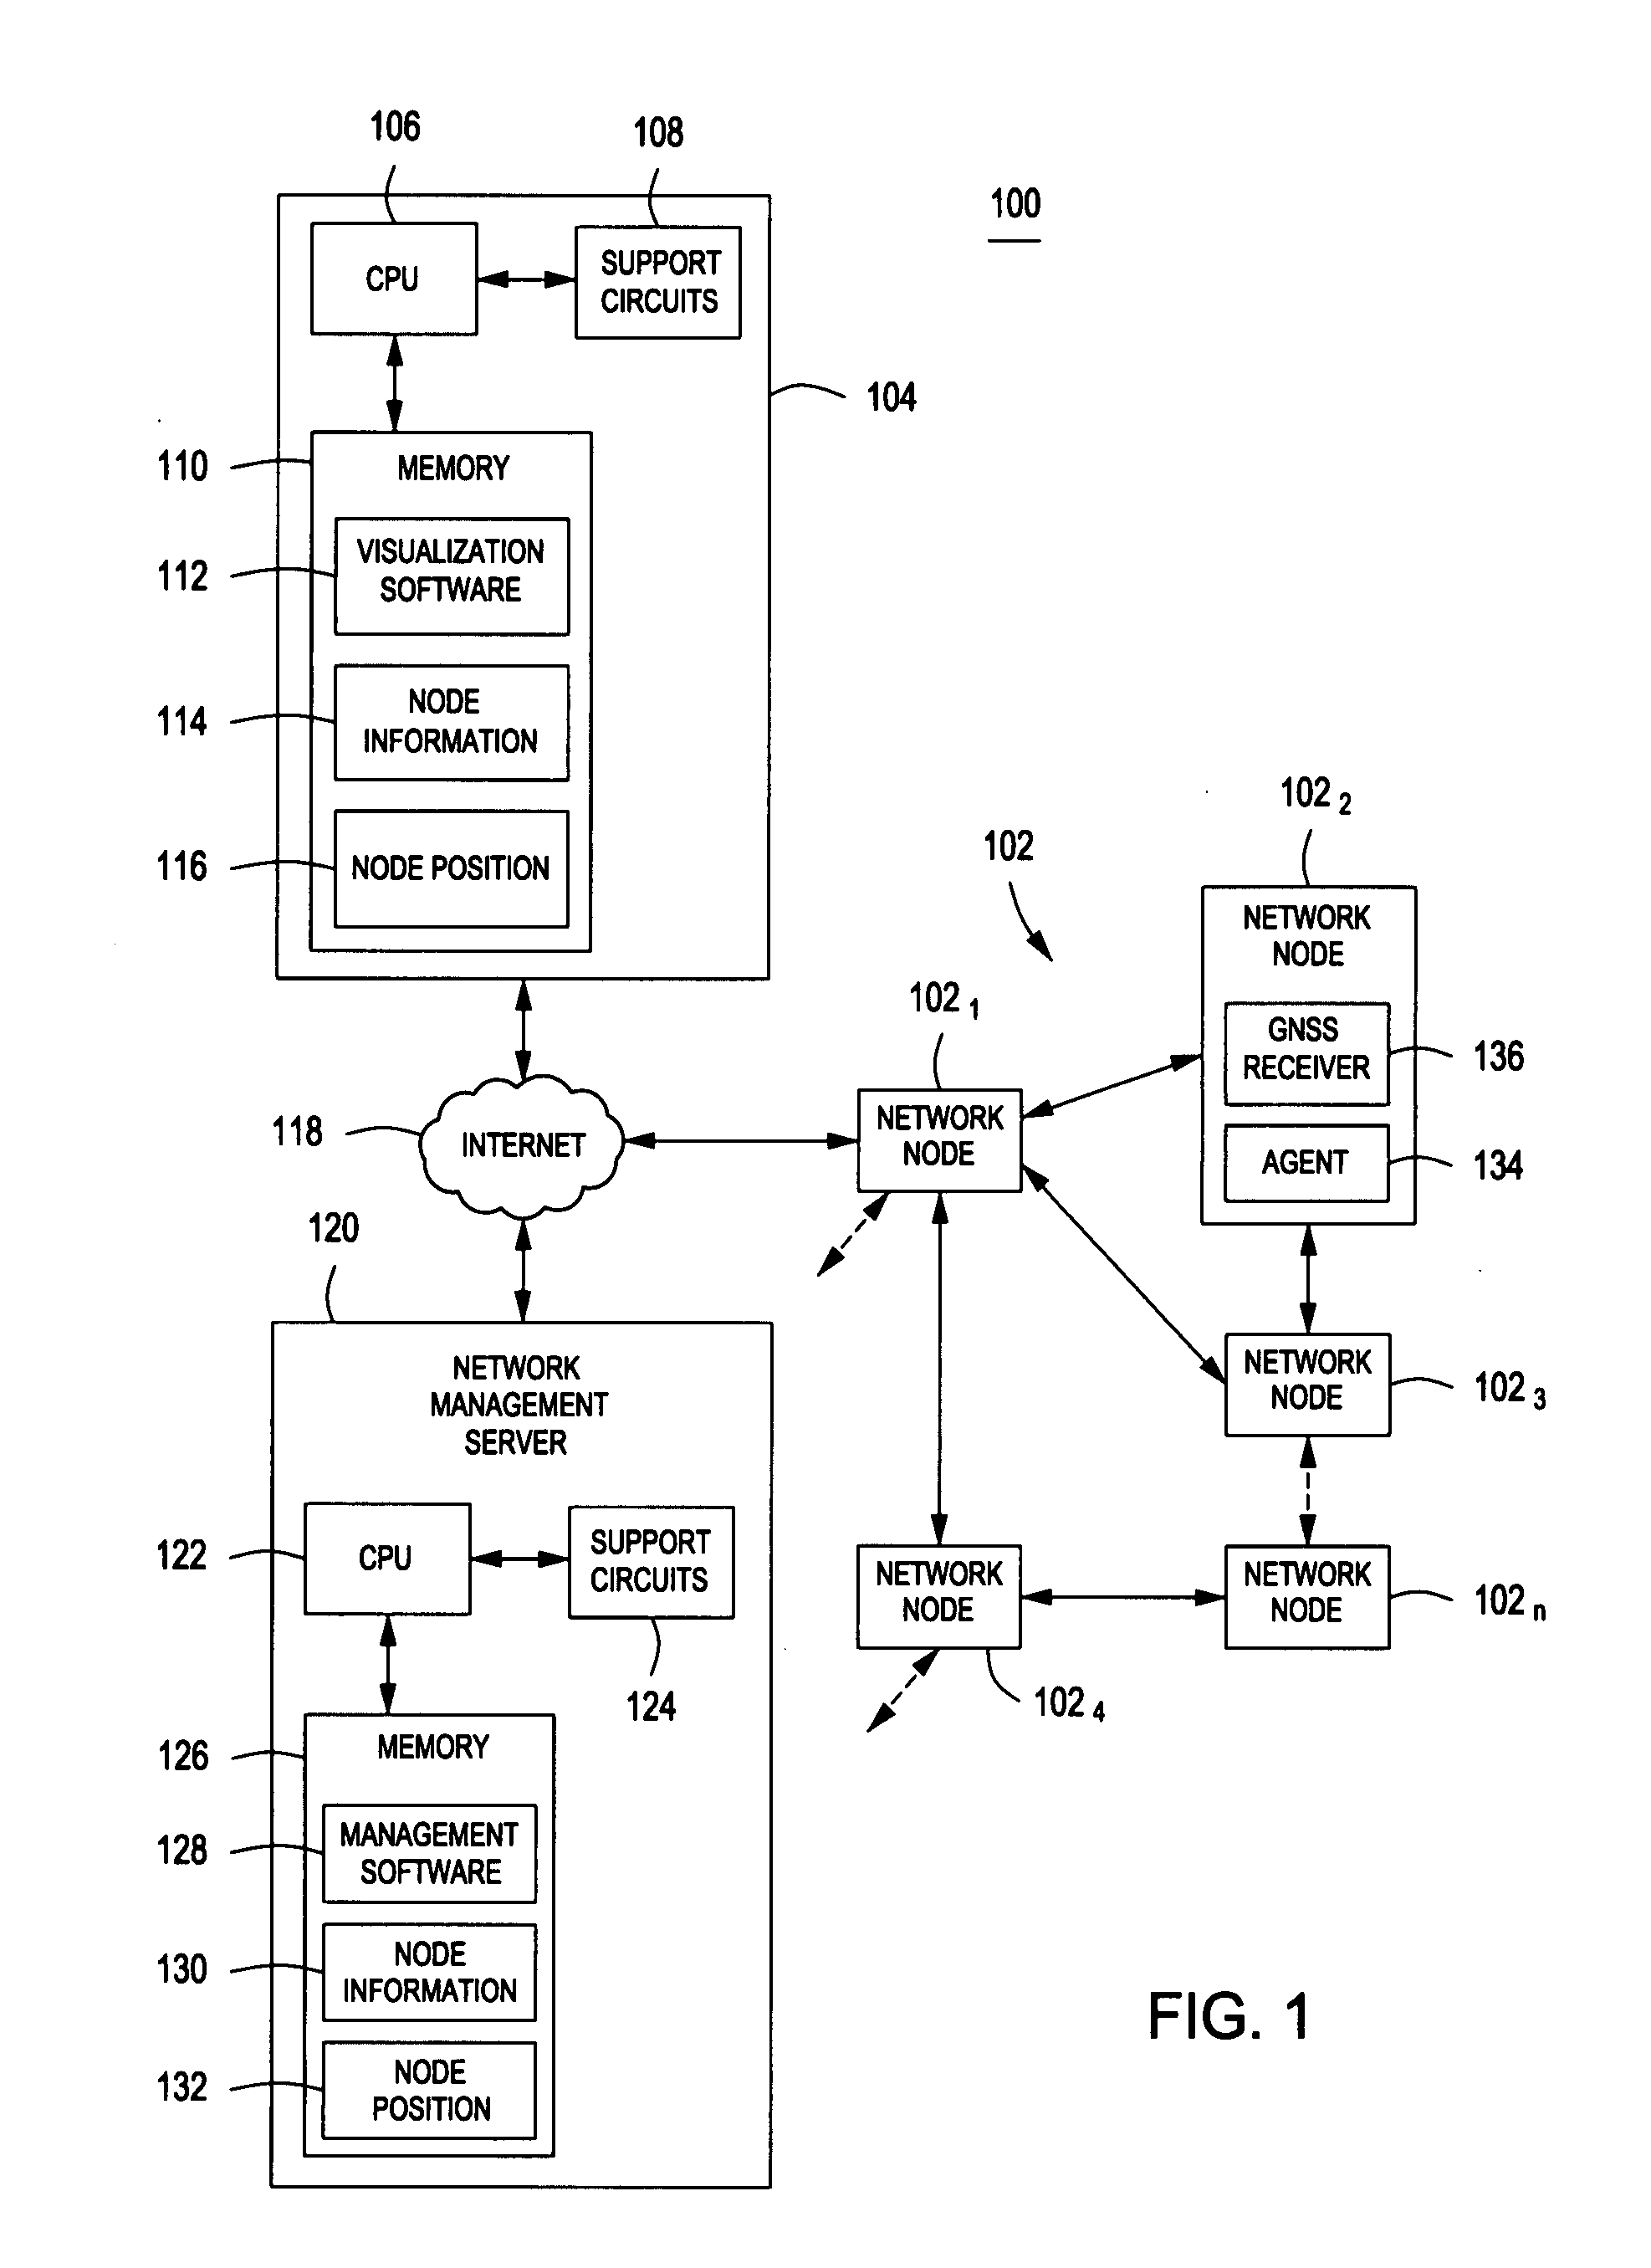 106
108
100
CPU
SUPPORT
CIRCUITS
104
110
MEMORY
112
VISUALIZATION
SOFTWARE
114
NODE
INFORMATION
116
NODE POSITION
102
102 2
NETWORK
NODE
GNSS
RECEIVER
136
AGENT
134
102 1
NETWORK
NODE
118
INTERNET
120
NETWORK
MANAGEMENT
SERVER
NETWORK
NODE
102 3
122
CPU
SUPPORT
CIRCUITS
124
NETWORK
NODE
102 4
NETWORK
NODE
102 n
126
MEMORY
128
MANAGEMENT
SOFTWARE
130
NODE
INFORMATION
132
NODE
POSITION
FIG. 1